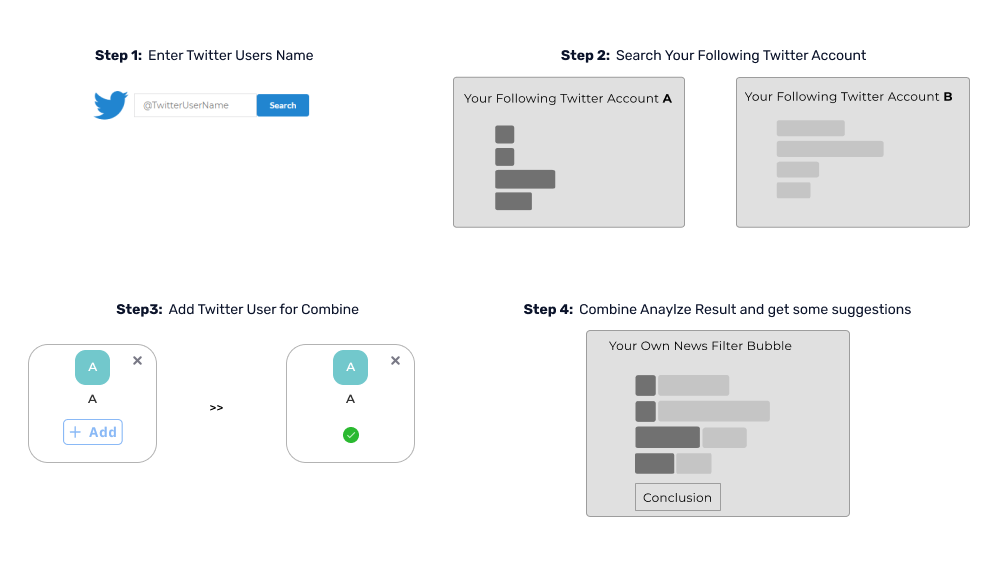 Step 1: Enter Twitter Users Name
@TwitterUserName
Search
Step 2: Search Your Following Twitter Account
Your Following Twitter Account A
Your Following Twitter Account B
Step3: Add Twitter User for Combine
A
A
+ Add
>>
A
A
Step 4: Combine Anaylze Result and get some suggestions
Your Own News Filter Bubble
Conclusion